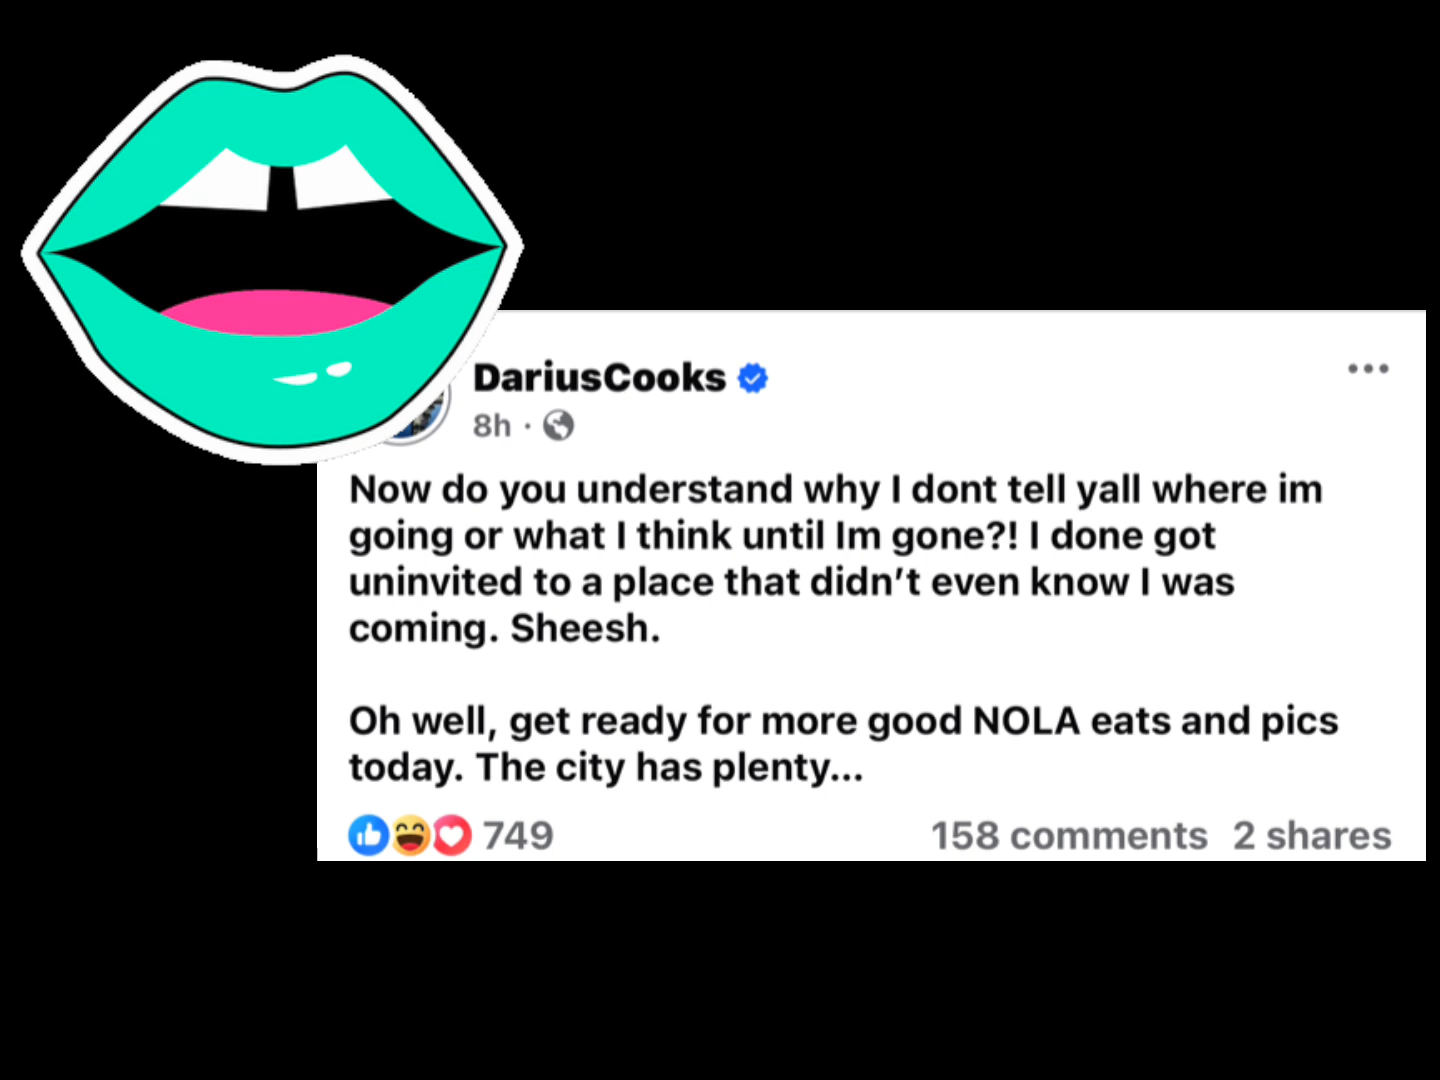 DariusCooks
8h ·
Now do you understand why I dont tell yall where im
going or what I think until Im gone?! I done got
uninvited to a place that didn’t even know I was
coming. Sheesh.
Oh well, get ready for more good NOLA eats and pics
today. The city has plenty...
749 158 comments 2 shares